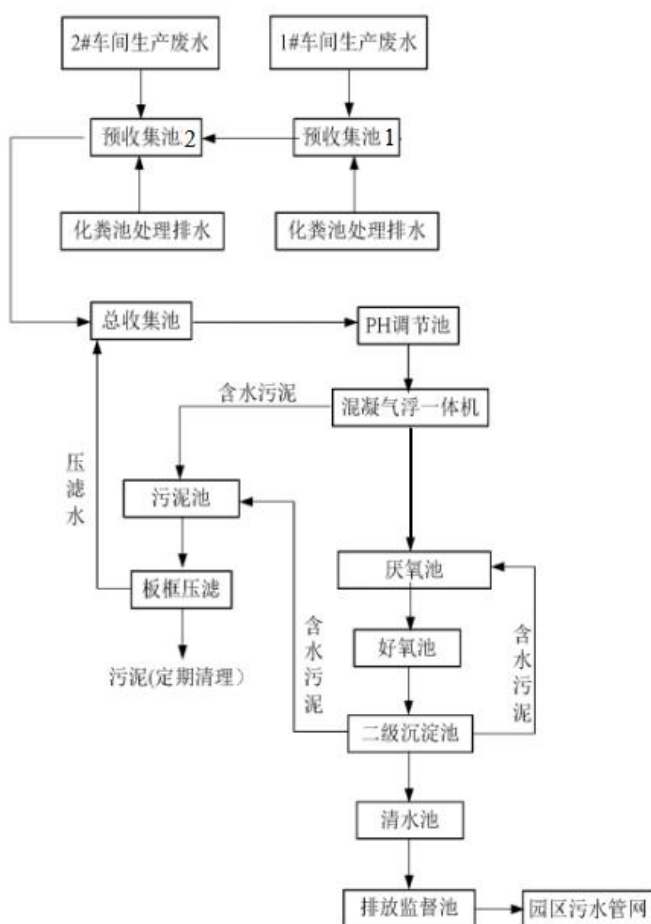 2#车间生产废水
1#车间生产废水
预收集池2
预收集池1
化粪池处理排水
化粪池处理排水
总收集池
PH调节池
含水污泥
混凝气浮一体机
压滤水
污泥池
厌氧池
板框压滤
含水污泥
好氧池
含水污泥
污泥(定期清理)
二级沉淀池
清水池
排放监督池
园区污水管网